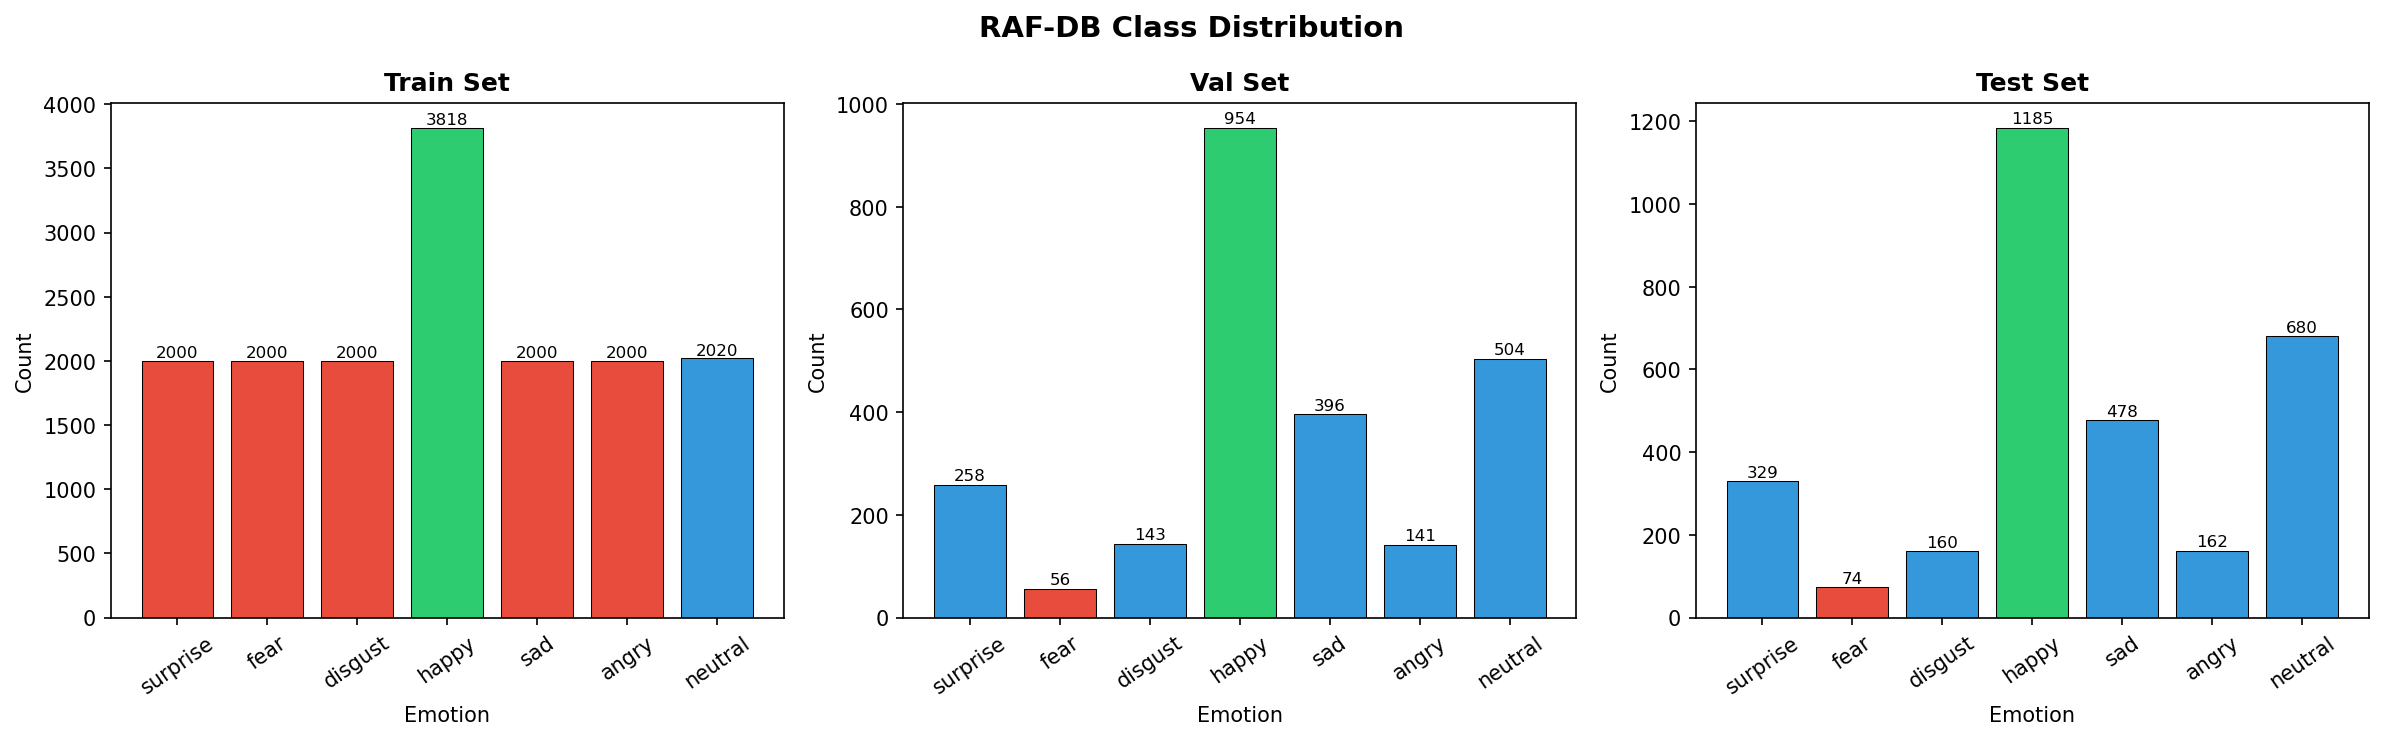 RAF-DB Class Distribution
Train Set
Count
4000
3500
3000
2500
2000
1500
1000
500
0
2000
2000
2000
3818
2000
2000
2020
surprise
fear
disgust
happy
sad
angry
neutral
Emotion
Val Set
Count
1000
800
600
400
200
0
258
56
143
954
396
141
504
surprise
fear
disgust
happy
sad
angry
neutral
Emotion
Test Set
Count
1200
1000
800
600
400
200
0
329
74
160
1185
478
162
680
surprise
fear
disgust
happy
sad
angry
neutral
Emotion